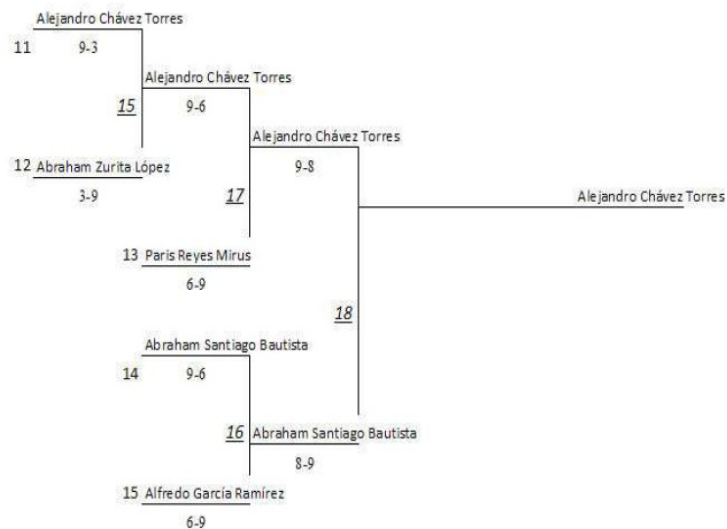 Alejandro Chávez Torres
11 9-3
15 Alejandro Chávez Torres
9-6
Alejandro Chávez Torres
9-8
12 Abraham Zurita López
3-9
17
Alejandro Chávez Torres
13 Paris Reyes Mirus
6-9
18
Abraham Santiago Bautista
14 9-6
16 Abraham Santiago Bautista
8-9
15 Alfredo García Ramírez
6-9